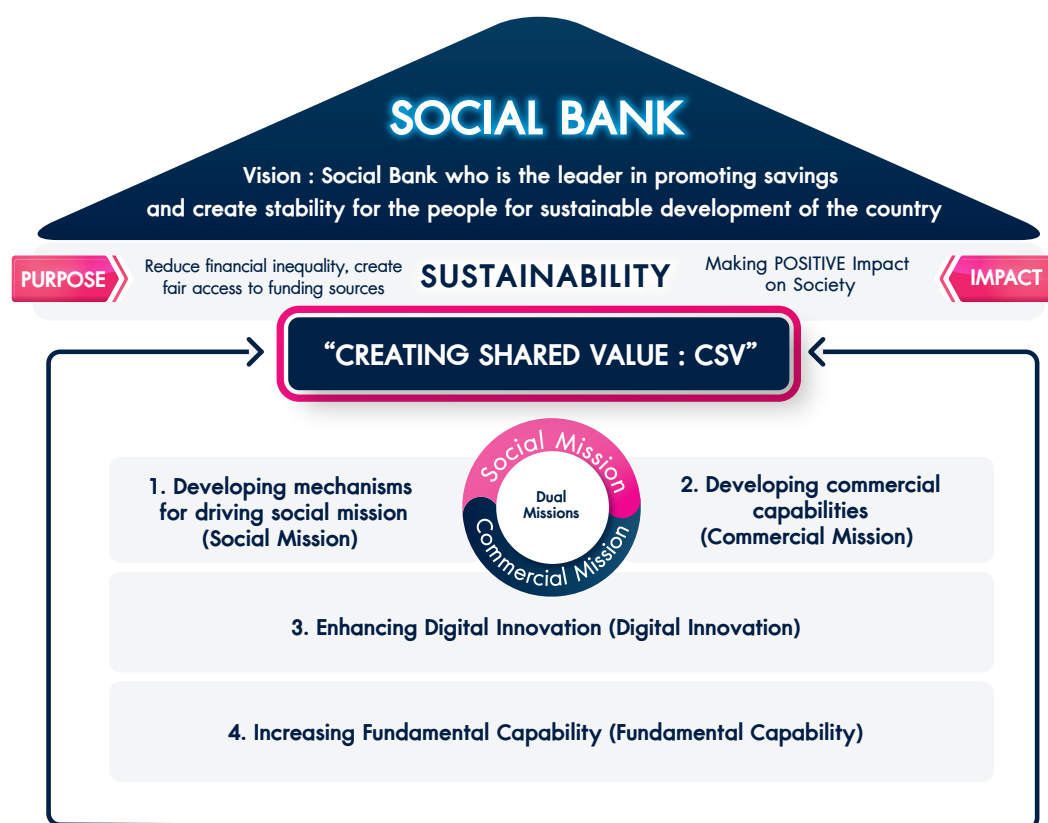 SOCIAL BANK
Vision : Social Bank who is the leader in promoting savings
and create stability for the people for sustainable development of the country
PURPOSE
Reduce financial inequality, create
fair access to funding sources
SUSTAINABILITY
Making POSITIVE Impact
on Society
IMPACT
“CREATING SHARED VALUE : CSV”
1. Developing mechanisms
for driving social mission
(Social Mission)
Social Mission
Dual
Missions
Commercial Mission
2. Developing commercial
capabilities
(Commercial Mission)
3. Enhancing Digital Innovation (Digital Innovation)
4. Increasing Fundamental Capability (Fundamental Capability)